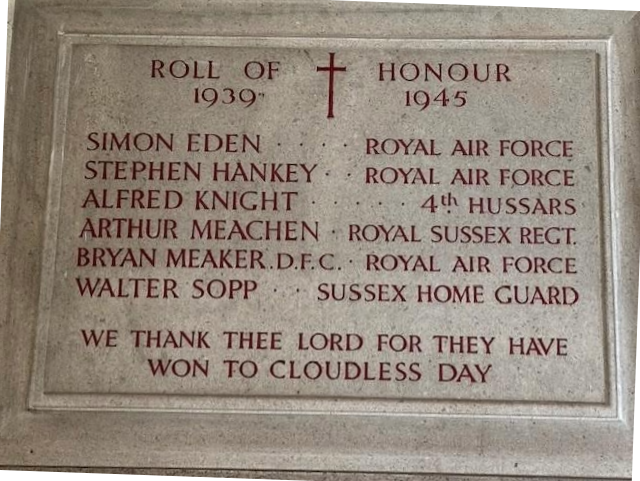 ROLL OF HONOUR
1939 - 1945
SIMON EDEN · · · · ROYAL AIR FORCE
STEPHEN HANKEY · · ROYAL AIR FORCE
ALFRED KNIGHT · · · · · · 4th HUSSARS
ARTHUR MEACHEN · ROYAL SUSSEX REGT.
BRYAN MEAKER. D.F.C. · ROYAL AIR FORCE
WALTER SOPP · · SUSSEX HOME GUARD
WE THANK THEE LORD FOR THEY HAVE
WON TO CLOUDLESS DAY